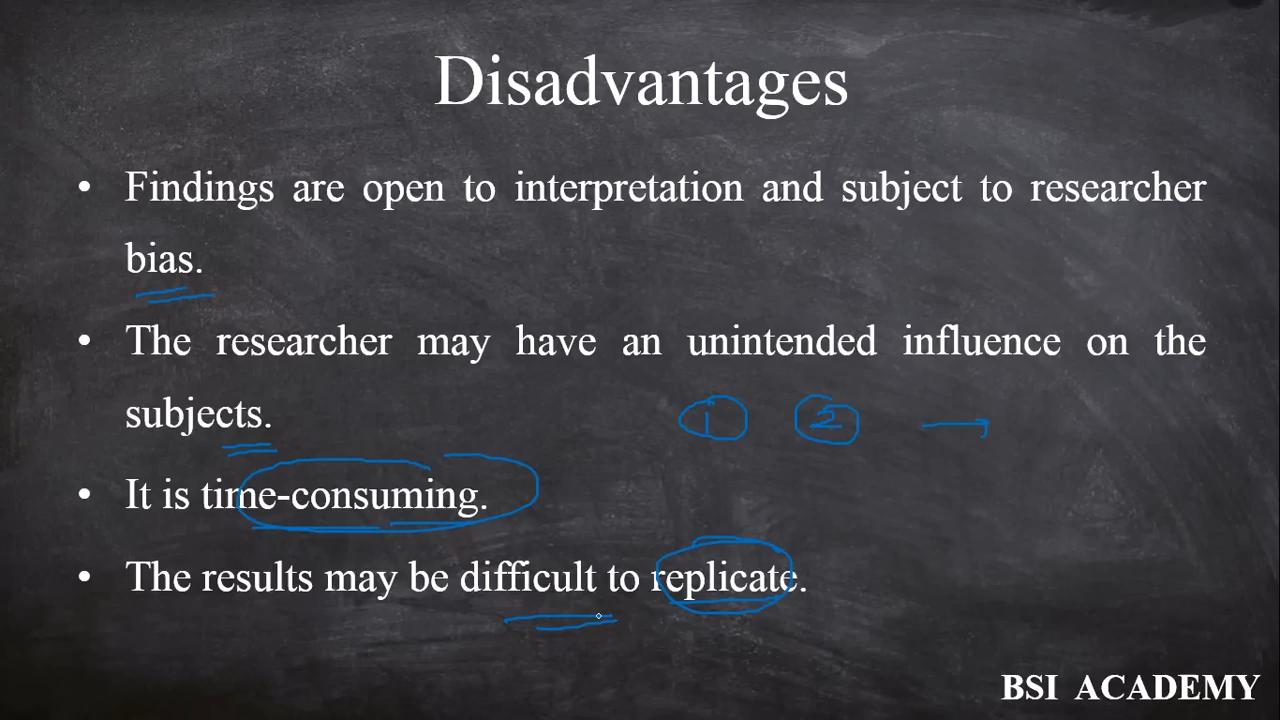 Disadvantages
• Findings are open to interpretation and subject to researcher
bias.
• The researcher may have an unintended influence on the
subjects.
1 2 →
• It is time-consuming.
• The results may be difficult to replicate.
BSI ACADEMY